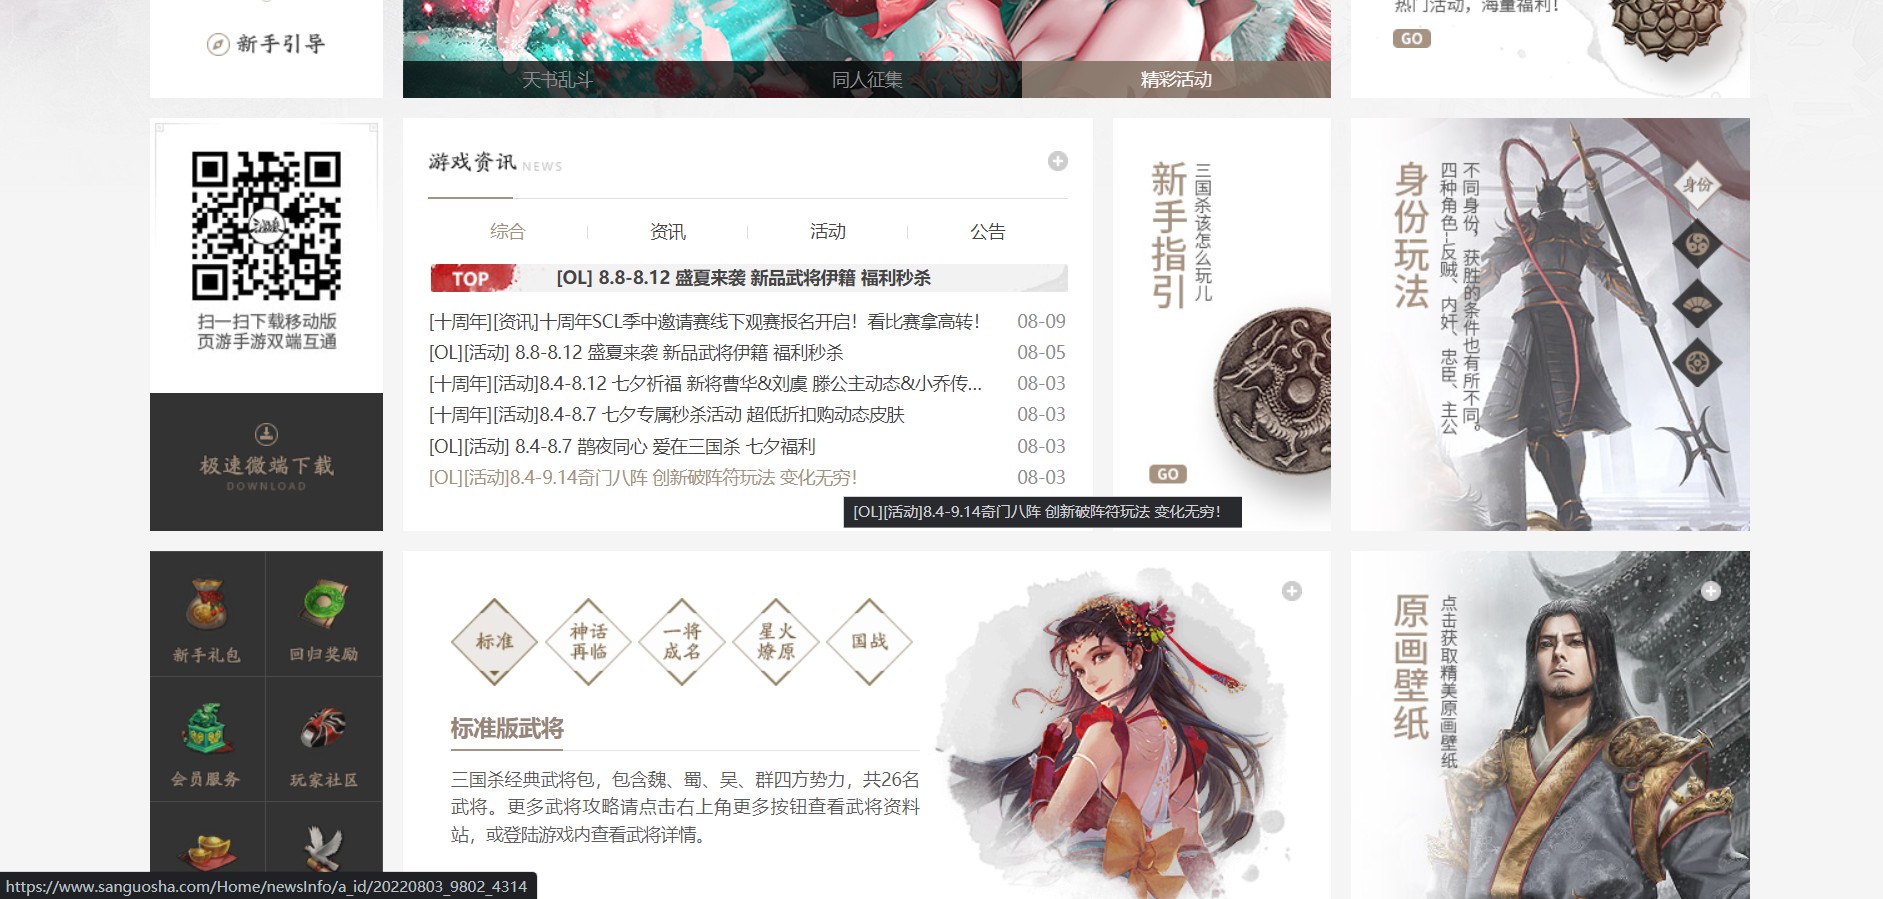 热门活动，海量福利！
GO
新手引导
天书乱斗
同人征集
精彩活动
扫一扫下载移动版
页游手游双端互通
极速微端下载
DOWNLOAD
游戏资讯 NEWS
综合
资讯
活动
公告
TOP
[OL] 8.8-8.12 盛夏来袭 新品武将伊籍 福利秒杀
[十周年][资讯]十周年SCL季中邀请赛线下观赛报名开启！看比赛拿高转！ 08-09
[OL][活动] 8.8-8.12 盛夏来袭 新品武将伊籍 福利秒杀 08-05
[十周年][活动]8.4-8.12 七夕祈福 新将曹华&刘虞 滕公主动态&小乔传... 08-03
[十周年][活动]8.4-8.7 七夕专属秒杀活动 超低折扣购动态皮肤 08-03
[OL][活动] 8.4-8.7 鹊夜同心 爱在三国杀 七夕福利 08-03
[OL][活动]8.4-9.14奇门八阵 创新破阵符玩法 变化无穷！ 08-03
[OL][活动]8.4-9.14奇门八阵 创新破阵符玩法 变化无穷！
新手指引
三国杀该怎么玩儿
GO
身份玩法
不同身份，获胜的条件也有所不同。
四种角色-反贼、内奸、忠臣、主公
身份
新手礼包
回归奖励
会员服务
玩家社区
标准
神话
再临
一将
成名
星火
燎原
国战
标准版武将
三国杀经典武将包，包含魏、蜀、吴、群四方势力，共26名
武将。更多武将攻略请点击右上角更多按钮查看武将资料
站，或登陆游戏内查看武将详情。
原画壁纸
点击获取精美原画壁纸
https://www.sanguosha.com/Home/newsInfo/a_id/20220803_9802_4314